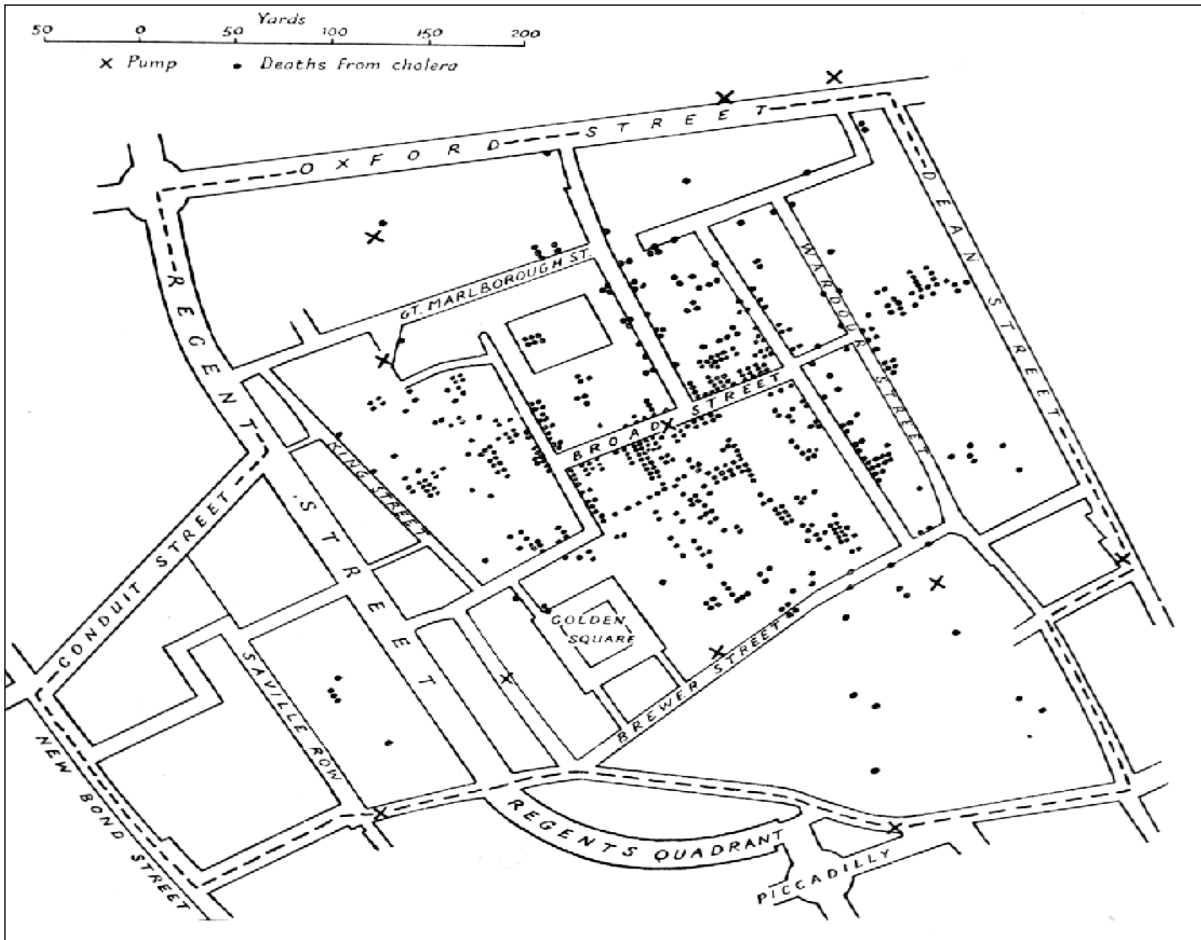 Yards
50 0 50 100 150 200
× Pump • Deaths from cholera
OXFORD STREET
DEAN STREET
REGENT STREET
GT. MARLBOROUGH ST.
WARDOUR STREET
BROAD STREET
KING STREET
CONDUIT STREET
GOLDEN
SQUARE
BREWER STREET
SAVILLE ROW
NEW BOND STREET
REGENTS QUADRANT
PICCADILLY